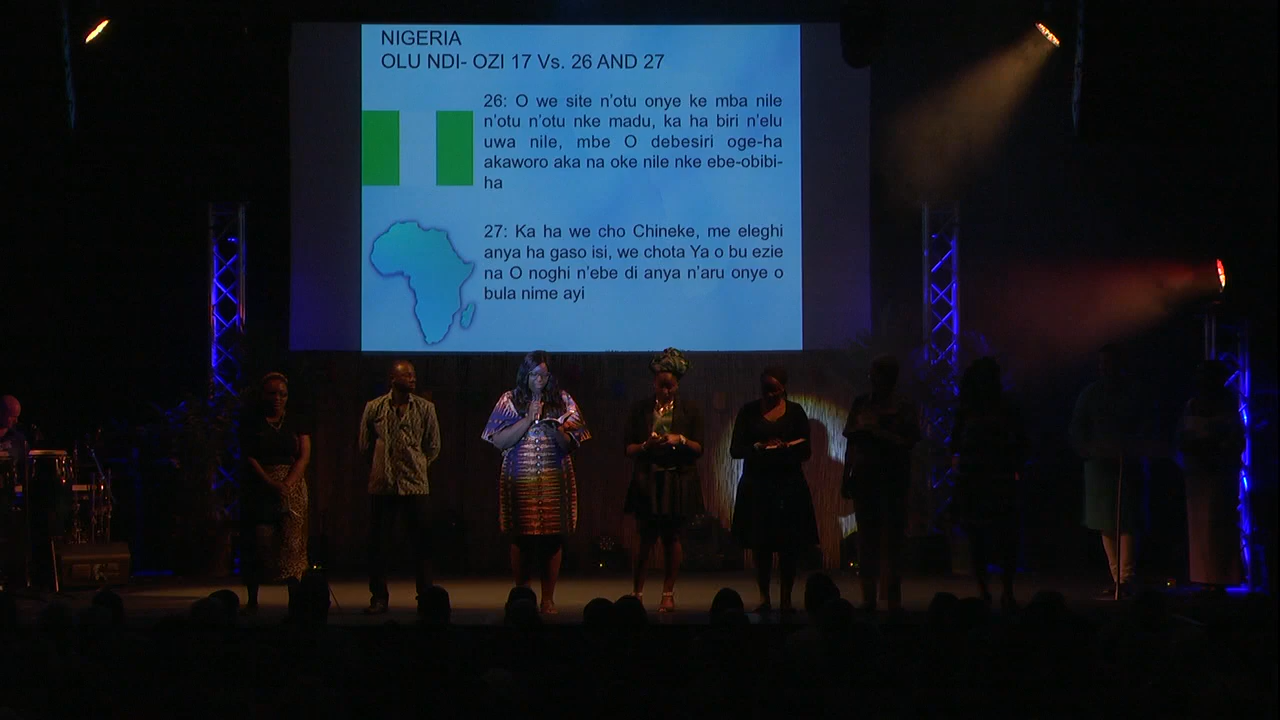 NIGERIA
OLU NDI- OZI 17 Vs. 26 AND 27
26: O we site n'otu onye ke mba nile
n'otu n'otu nke madu, ka ha biri n'elu
uwa nile, mbe O debesiri oge-ha
akaworo aka na oke nile nke ebe-obibi-
ha
27: Ka ha we cho Chineke, me eleghi
anya ha gaso isi, we chota Ya o bu ezie
na O noghi n'ebe di anya n'aru onye o
bula nime ayi